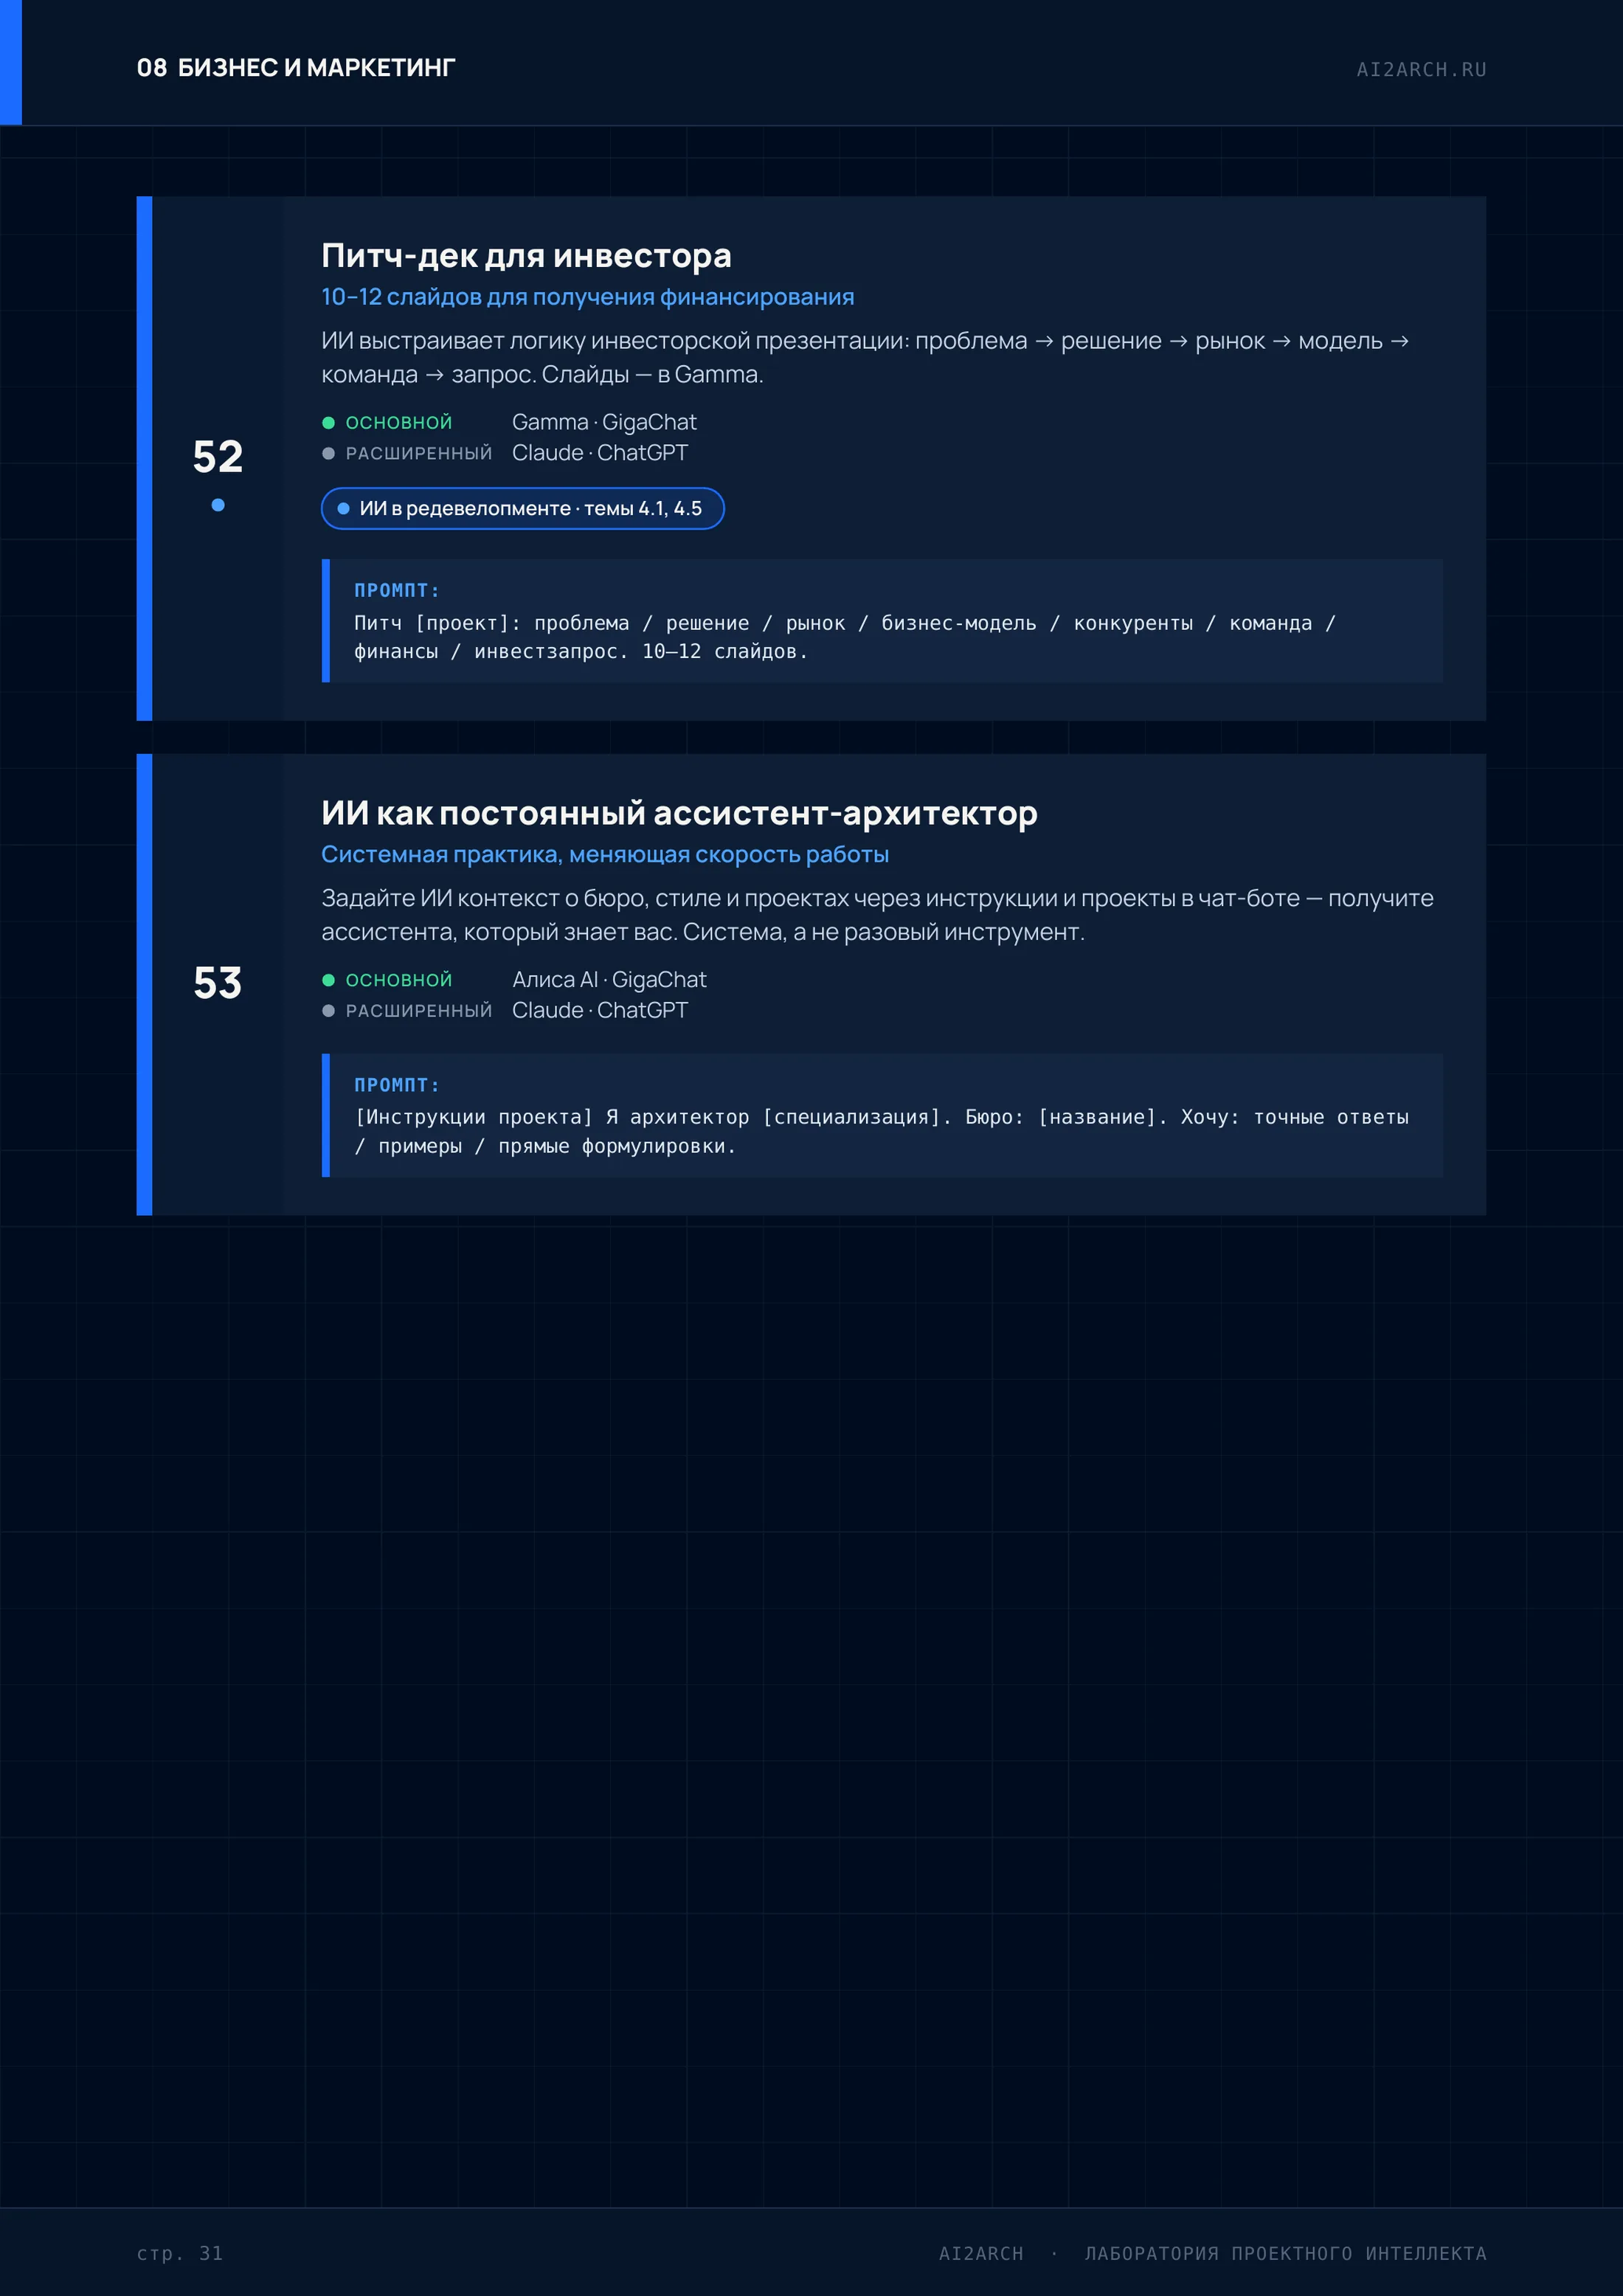 08 БИЗНЕС И МАРКЕТИНГ
AI2ARCH.RU
52
Питч-дек для инвестора
10–12 слайдов для получения финансирования
ИИ выстраивает логику инвесторской презентации: проблема → решение → рынок → модель →
команда → запрос. Слайды — в Gamma.
ОСНОВНОЙ Gamma · GigaChat
РАСШИРЕННЫЙ Claude · ChatGPT
ИИ в редевелопменте · темы 4.1, 4.5
ПРОМПТ:
Питч [проект]: проблема / решение / рынок / бизнес-модель / конкуренты / команда /
финансы / инвестзапрос. 10–12 слайдов.
53
ИИ как постоянный ассистент-архитектор
Системная практика, меняющая скорость работы
Задайте ИИ контекст о бюро, стиле и проектах через инструкции и проекты в чат-боте — получите
ассистента, который знает вас. Система, а не разовый инструмент.
ОСНОВНОЙ Алиса AI · GigaChat
РАСШИРЕННЫЙ Claude · ChatGPT
ПРОМПТ:
[Инструкции проекта] Я архитектор [специализация]. Бюро: [название]. Хочу: точные ответы
/ примеры / прямые формулировки.
стр. 31
AI2ARCH · ЛАБОРАТОРИЯ ПРОЕКТНОГО ИНТЕЛЛЕКТА